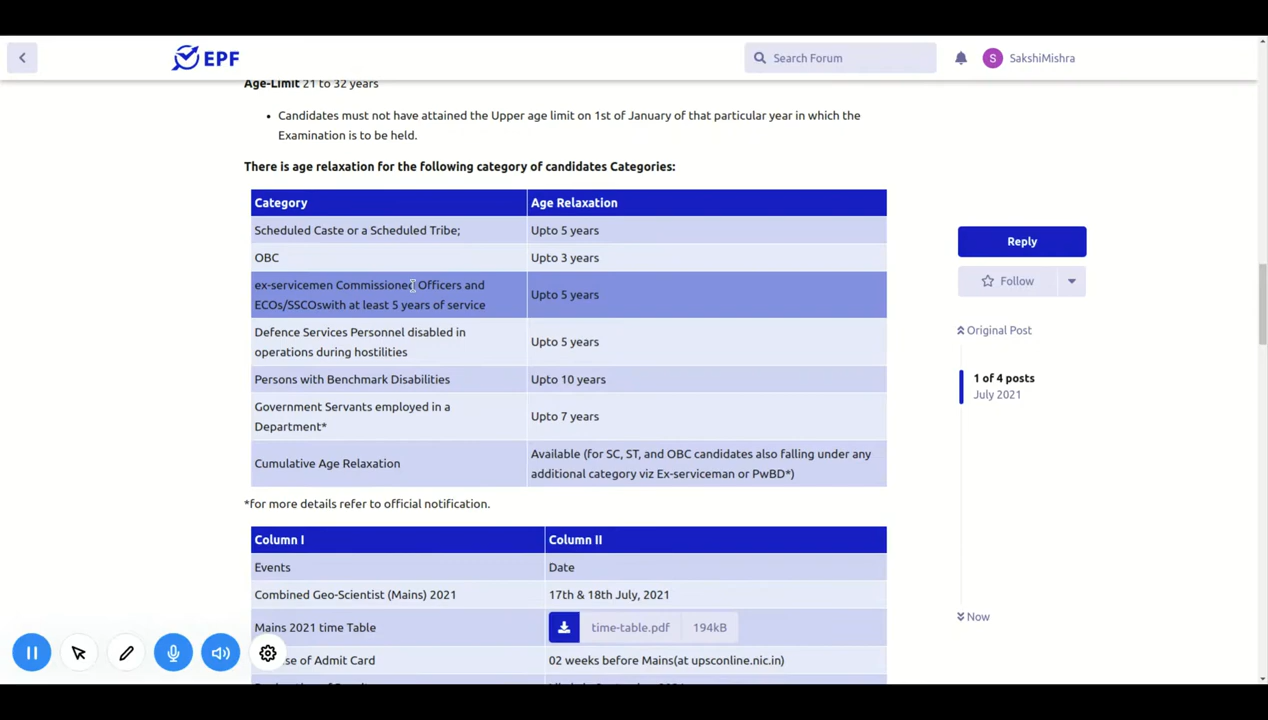 EPF
Search Forum
S
SakshiMishra
Age-Limit 21 to 32 years
• Candidates must not have attained the Upper age limit on 1st of January of that particular year in which the
Examination is to be held.
There is age relaxation for the following category of candidates Categories:
Category Age Relaxation
Scheduled Caste or a Scheduled Tribe; Upto 5 years
OBC Upto 3 years
ex-servicemen Commissioned Officers and
ECOs/SSCOswith at least 5 years of service
Upto 5 years
Defence Services Personnel disabled in
operations during hostilities
Upto 5 years
Persons with Benchmark Disabilities Upto 10 years
Government Servants employed in a
Department*
Upto 7 years
Cumulative Age Relaxation
Available (for SC, ST, and OBC candidates also falling under any
additional category viz Ex-serviceman or PwBD*)
*for more details refer to official notification.
Column I Column II
Events Date
Combined Geo-Scientist (Mains) 2021 17th & 18th July, 2021
Mains 2021 time Table time-table.pdf 194kB
se of Admit Card 02 weeks before Mains(at upsconline.nic.in)
Reply
Follow
Original Post
1 of 4 posts
July 2021
Now